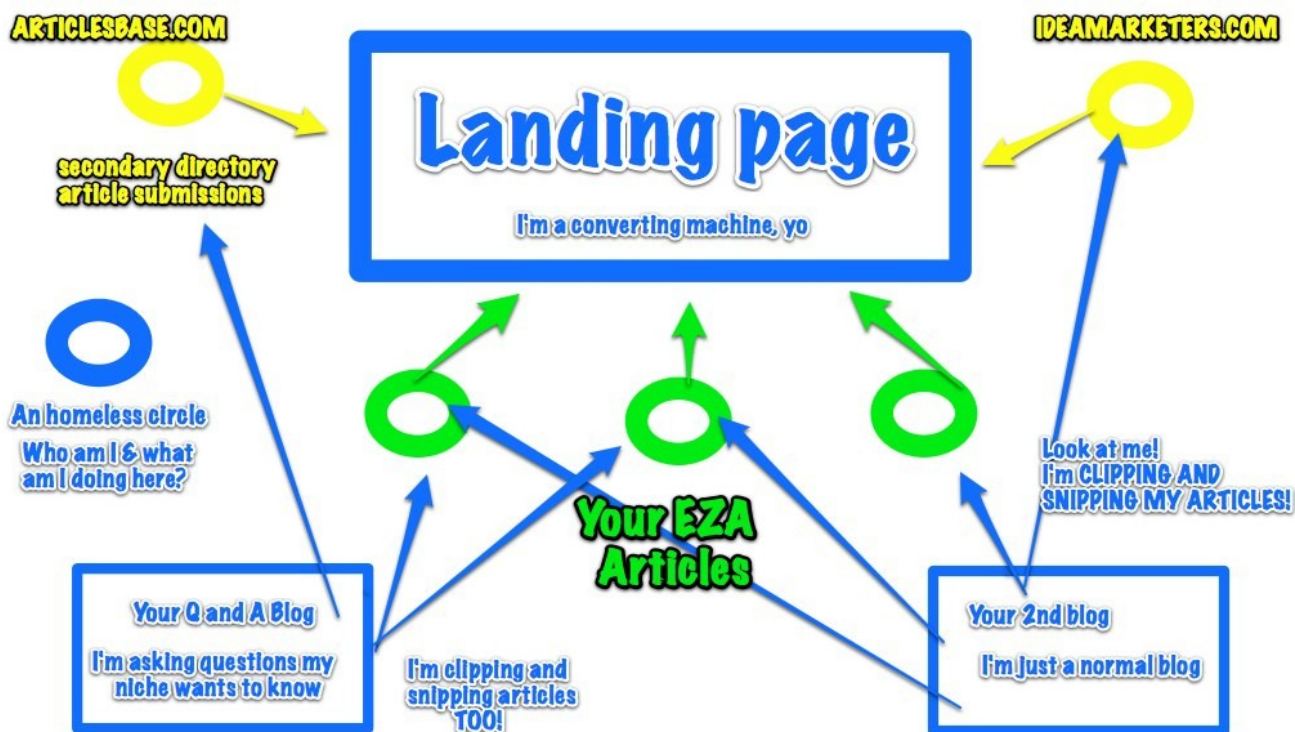 ARTICLESBASE.COM
IDEAMARKETERS.COM
Landing page
I'm a converting machine, yo
secondary directory
article submissions
An homeless circle
Who am I & what
am I doing here?
Look at me!
I'm CLIPPING AND
SNIPPING MY ARTICLES!
Your EZA
Articles
Your Q and A Blog
I'm asking questions my
niche wants to know
I'm clipping and
snipping articles
TOO!
Your 2nd blog
I'm just a normal blog